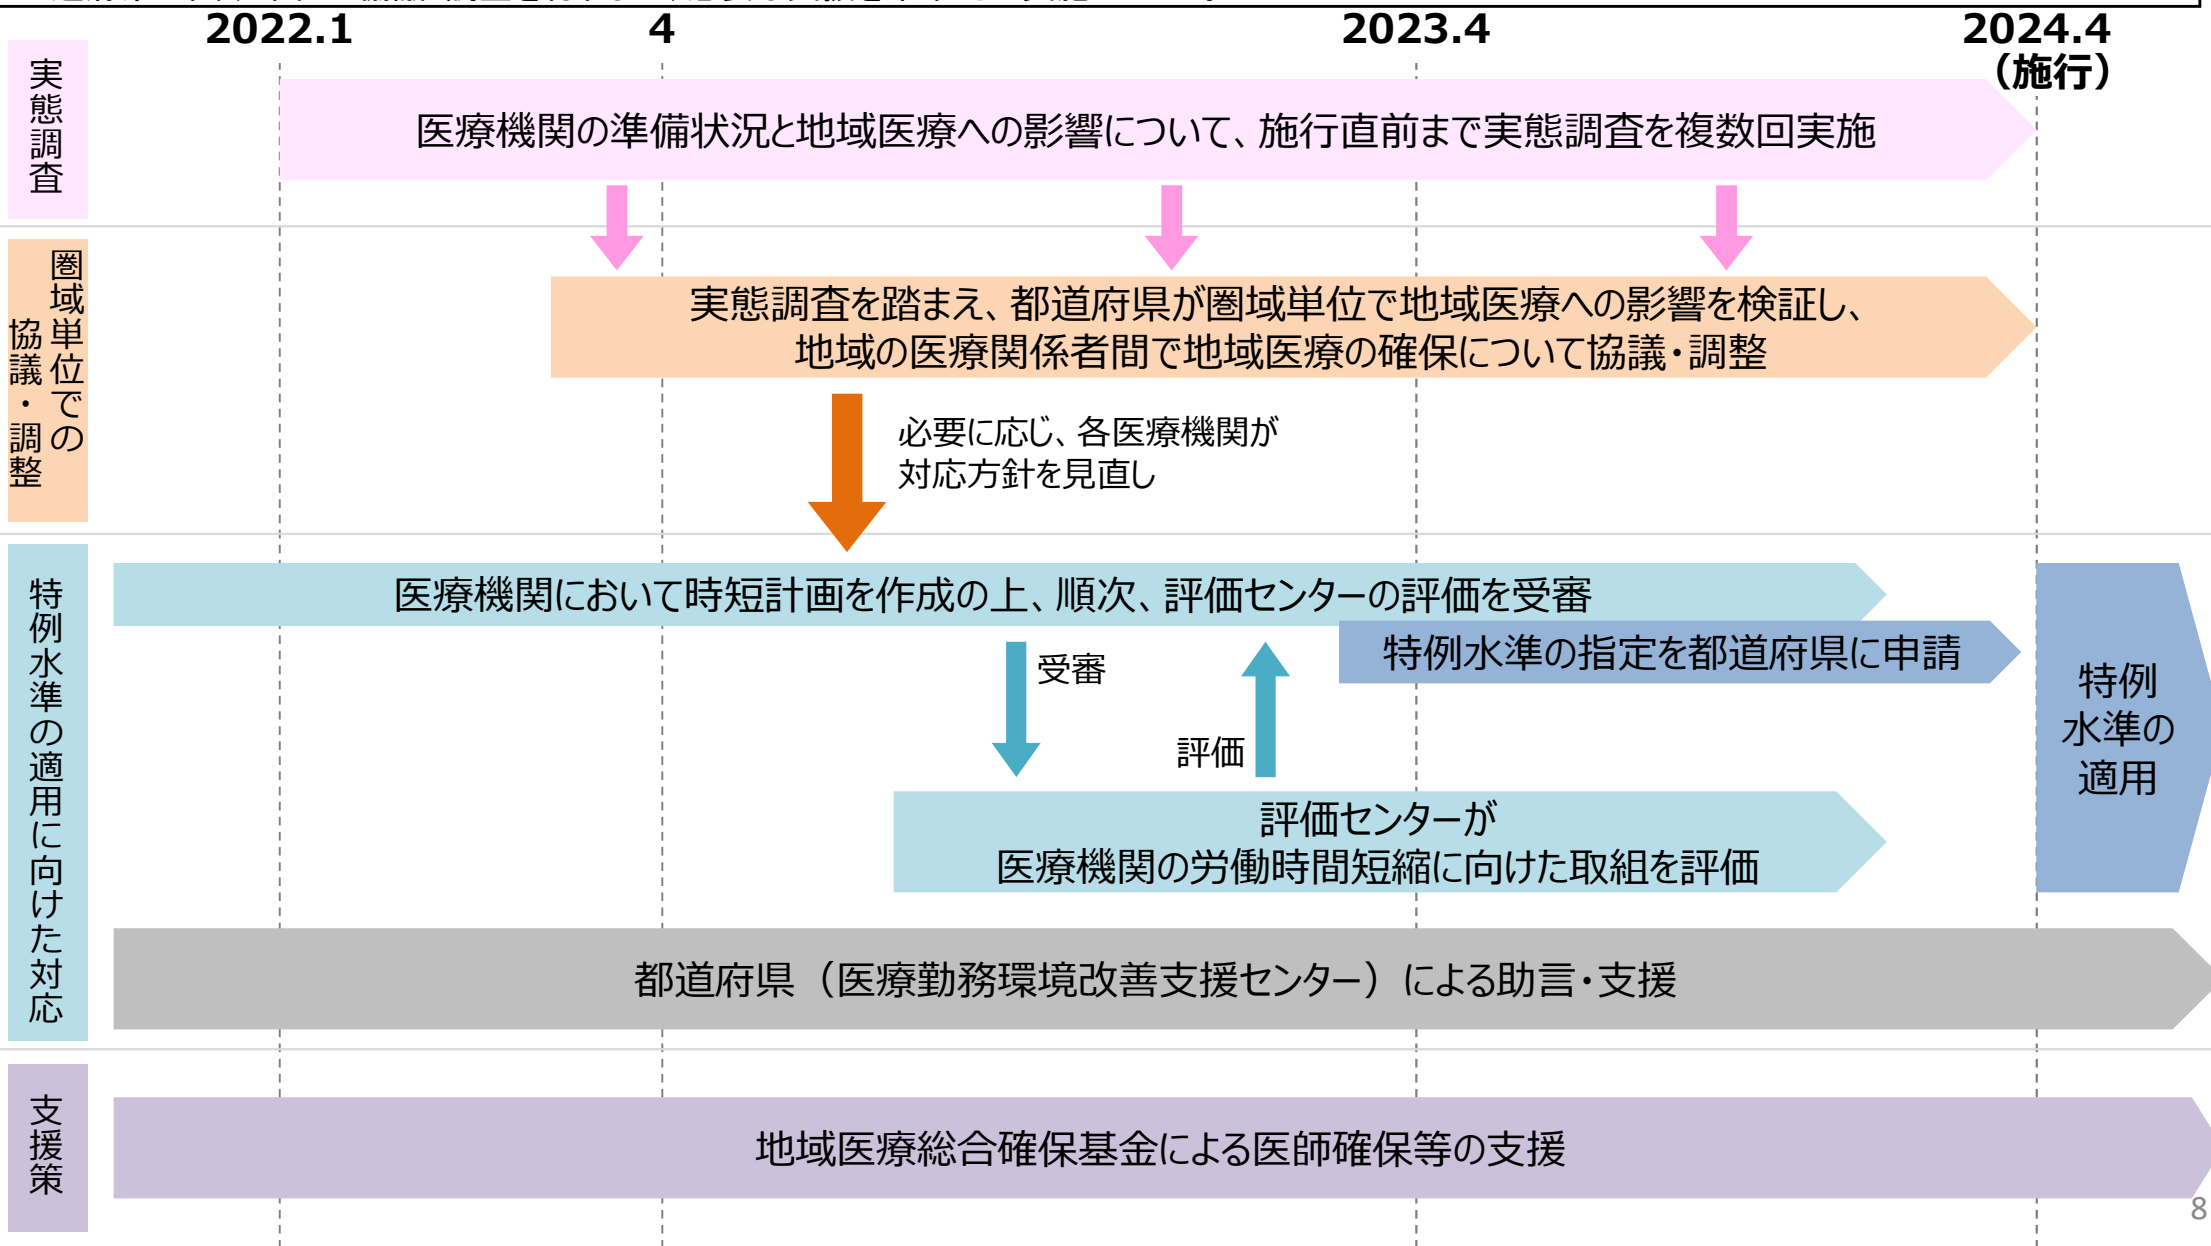 2022.1
4
2023.4
2024.4
（施行）
実態調査
医療機関の準備状況と地域医療への影響について、施行直前まで実態調査を複数回実施
圏域単位での
協議・調整
実態調査を踏まえ、都道府県が圏域単位で地域医療への影響を検証し、
地域の医療関係者間で地域医療の確保について協議・調整
必要に応じ、各医療機関が
対応方針を見直し
特例水準の適用に向けた対応
医療機関において時短計画を作成の上、順次、評価センターの評価を受審
特例水準の指定を都道府県に申請
受審
評価
特例
水準の
適用
評価センターが
医療機関の労働時間短縮に向けた取組を評価
都道府県（医療勤務環境改善支援センター）による助言・支援
支援策
地域医療総合確保基金による医師確保等の支援
8